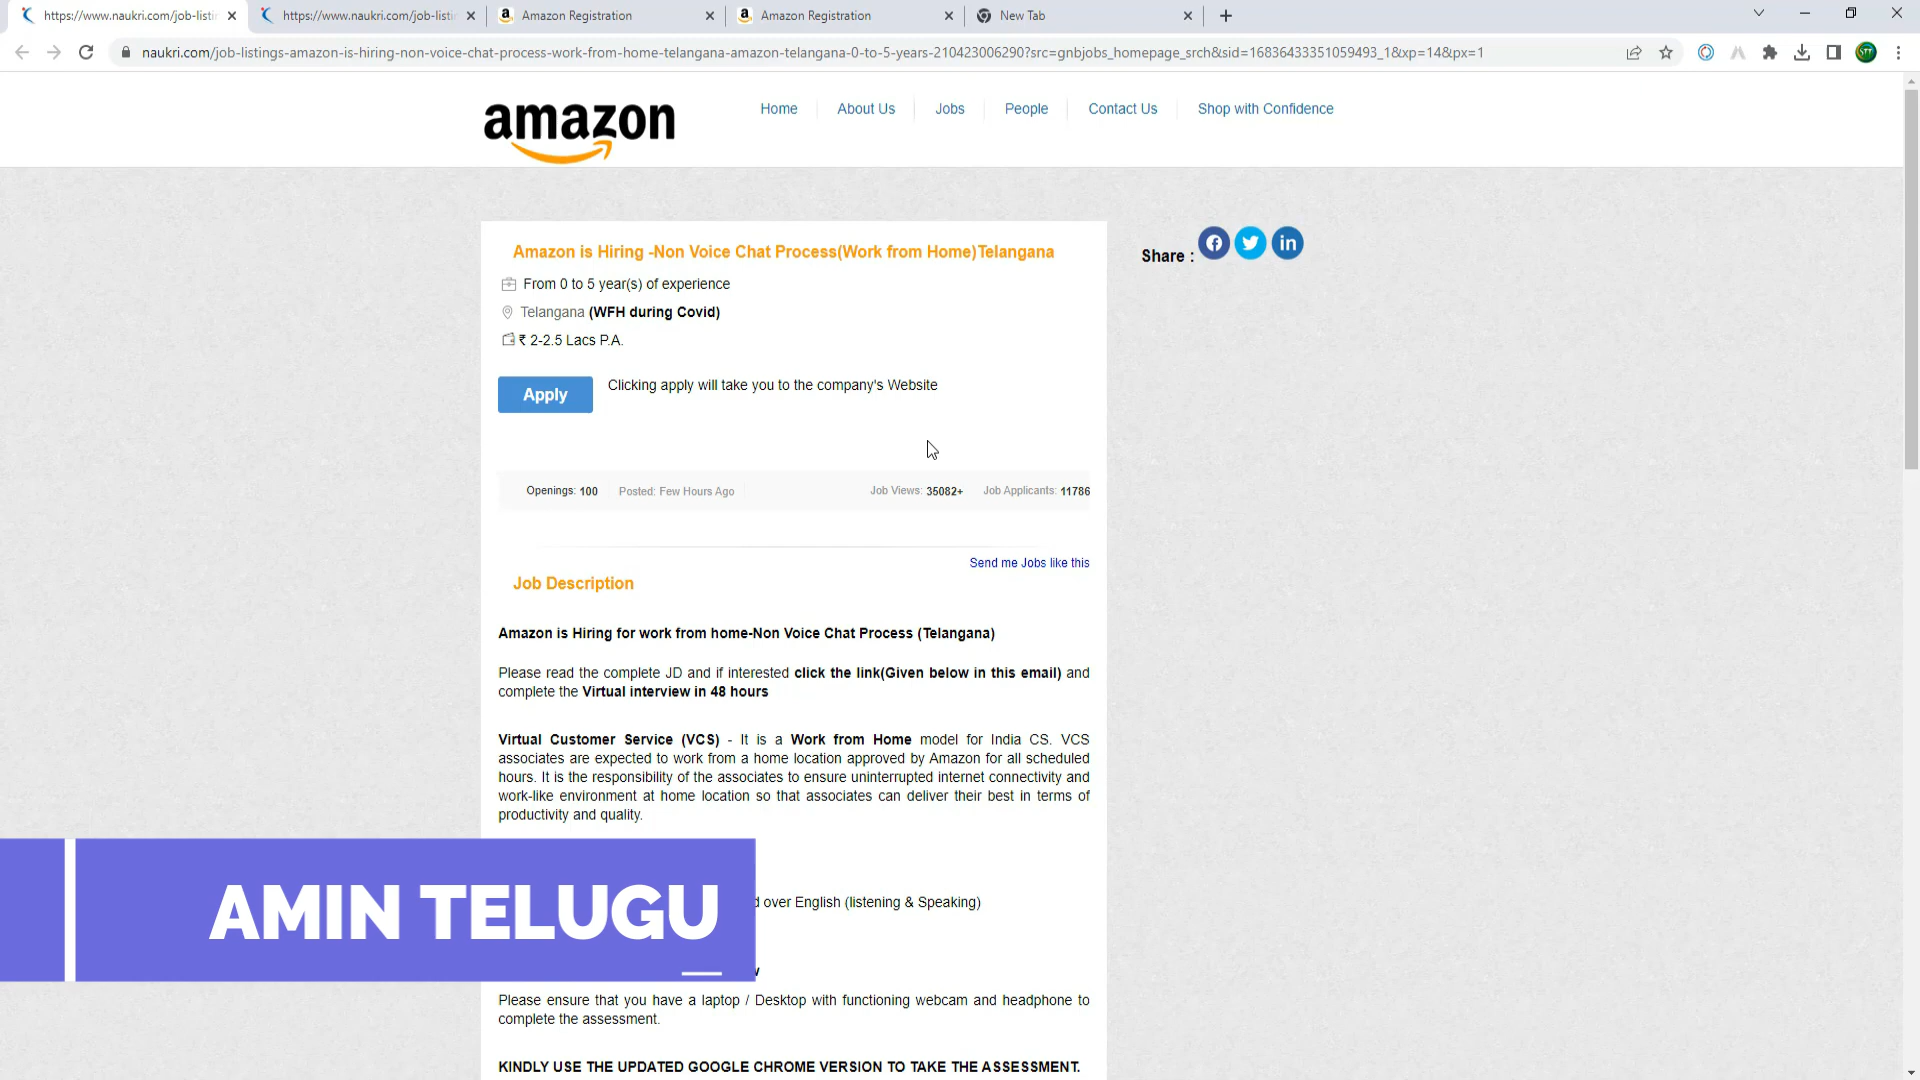 https://www.naukri.com/job-listi
https://www.naukri.com/job-listi
Amazon Registration
Amazon Registration
New Tab
naukri.com/job-listings-amazon-is-hiring-non-voice-chat-process-work-from-home-telangana-amazon-telangana-0-to-5-years-210423006290?src=gnbjobs_homepage_srch&sid=16836433351059493_1&xp=14&px=1
amazon
Home
About Us
Jobs
People
Contact Us
Shop with Confidence
Amazon is Hiring -Non Voice Chat Process(Work from Home)Telangana
From 0 to 5 year(s) of experience
Telangana (WFH during Covid)
₹ 2-2.5 Lacs P.A.
Apply
Clicking apply will take you to the company's Website
Share :
Openings: 100
Posted: Few Hours Ago
Job Views: 35082+
Job Applicants: 11786
Send me Jobs like this
Job Description
Amazon is Hiring for work from home-Non Voice Chat Process (Telangana)
Please read the complete JD and if interested click the link(Given below in this email) and
complete the Virtual interview in 48 hours
Virtual Customer Service (VCS) - It is a Work from Home model for India CS. VCS
associates are expected to work from a home location approved by Amazon for all scheduled
hours. It is the responsibility of the associates to ensure uninterrupted internet connectivity and
work-like environment at home location so that associates can deliver their best in terms of
productivity and quality.
over English (listening & Speaking)
AMIN TELUGU
Please ensure that you have a laptop / Desktop with functioning webcam and headphone to
complete the assessment.
KINDLY USE THE UPDATED GOOGLE CHROME VERSION TO TAKE THE ASSESSMENT.